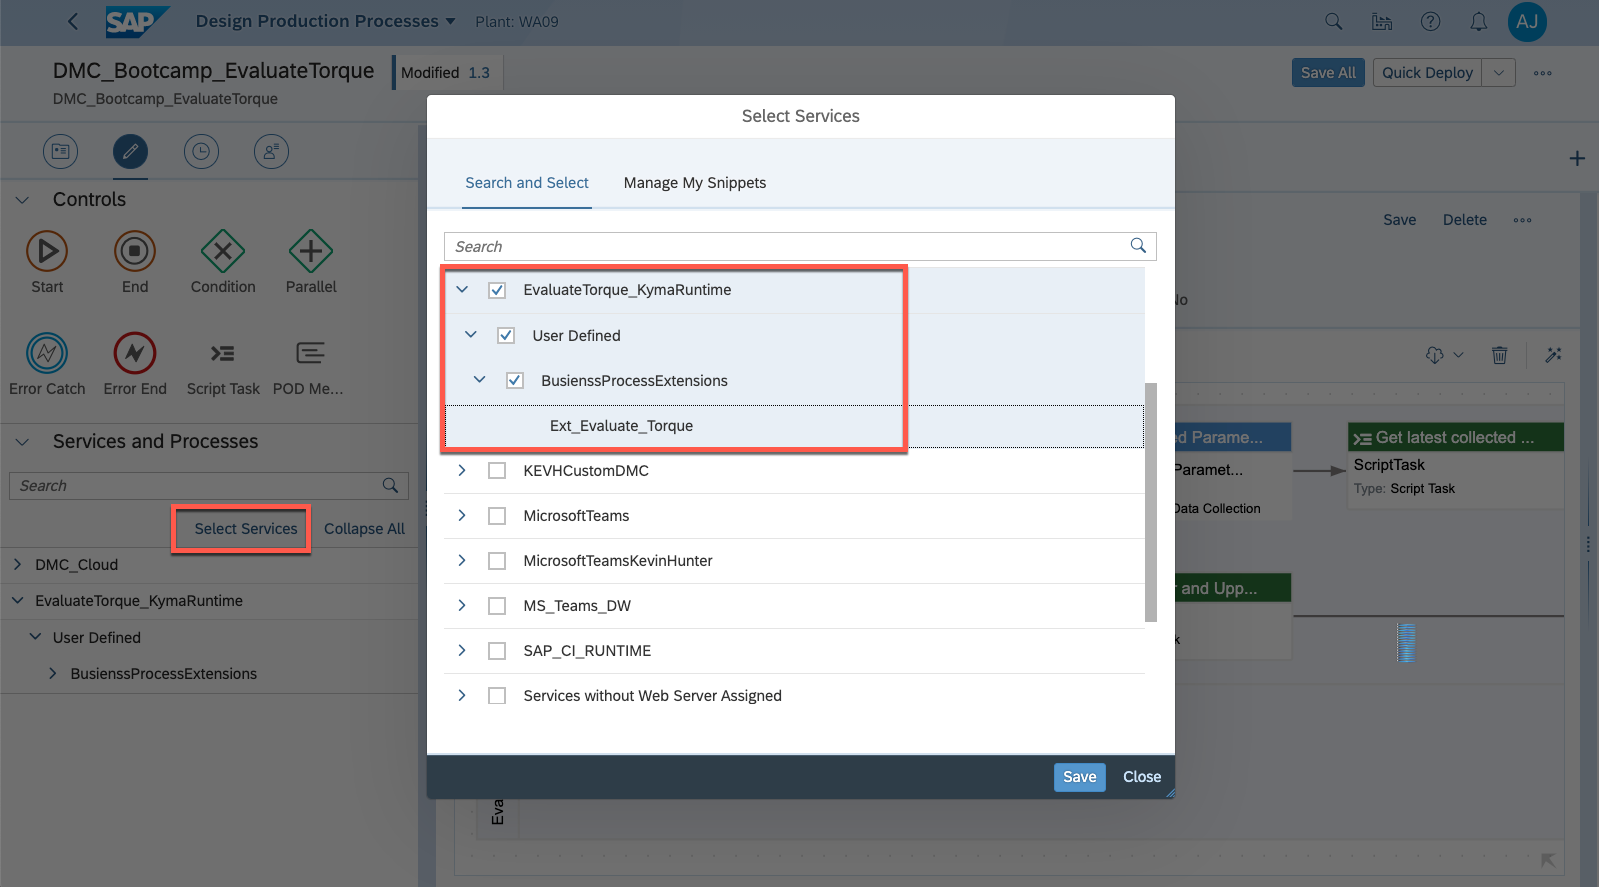 SAP Design Production Processes Plant: WA09 AJ
DMC_Bootcamp_EvaluateTorque Modified 1.3 Save All Quick Deploy
DMC_Bootcamp_EvaluateTorque
Select Services
Search and Select Manage My Snippets
Search
EvaluateTorque_KymaRuntime
User Defined
BusienssProcessExtensions
Ext_Evaluate_Torque
KEVHCustomDMC
MicrosoftTeams
MicrosoftTeamsKevinHunter
MS_Teams_DW
SAP_CI_RUNTIME
Services without Web Server Assigned
Save Close
Controls
Start End Condition Parallel
Error Catch Error End Script Task POD Me...
Services and Processes
Search
Select Services Collapse All
DMC_Cloud
EvaluateTorque_KymaRuntime
User Defined
BusienssProcessExtensions
Save Delete
No
ed Parame...
Paramet...
Data Collection
Get latest collected ...
ScriptTask
Type: Script Task
r and Upp...
k
Eva